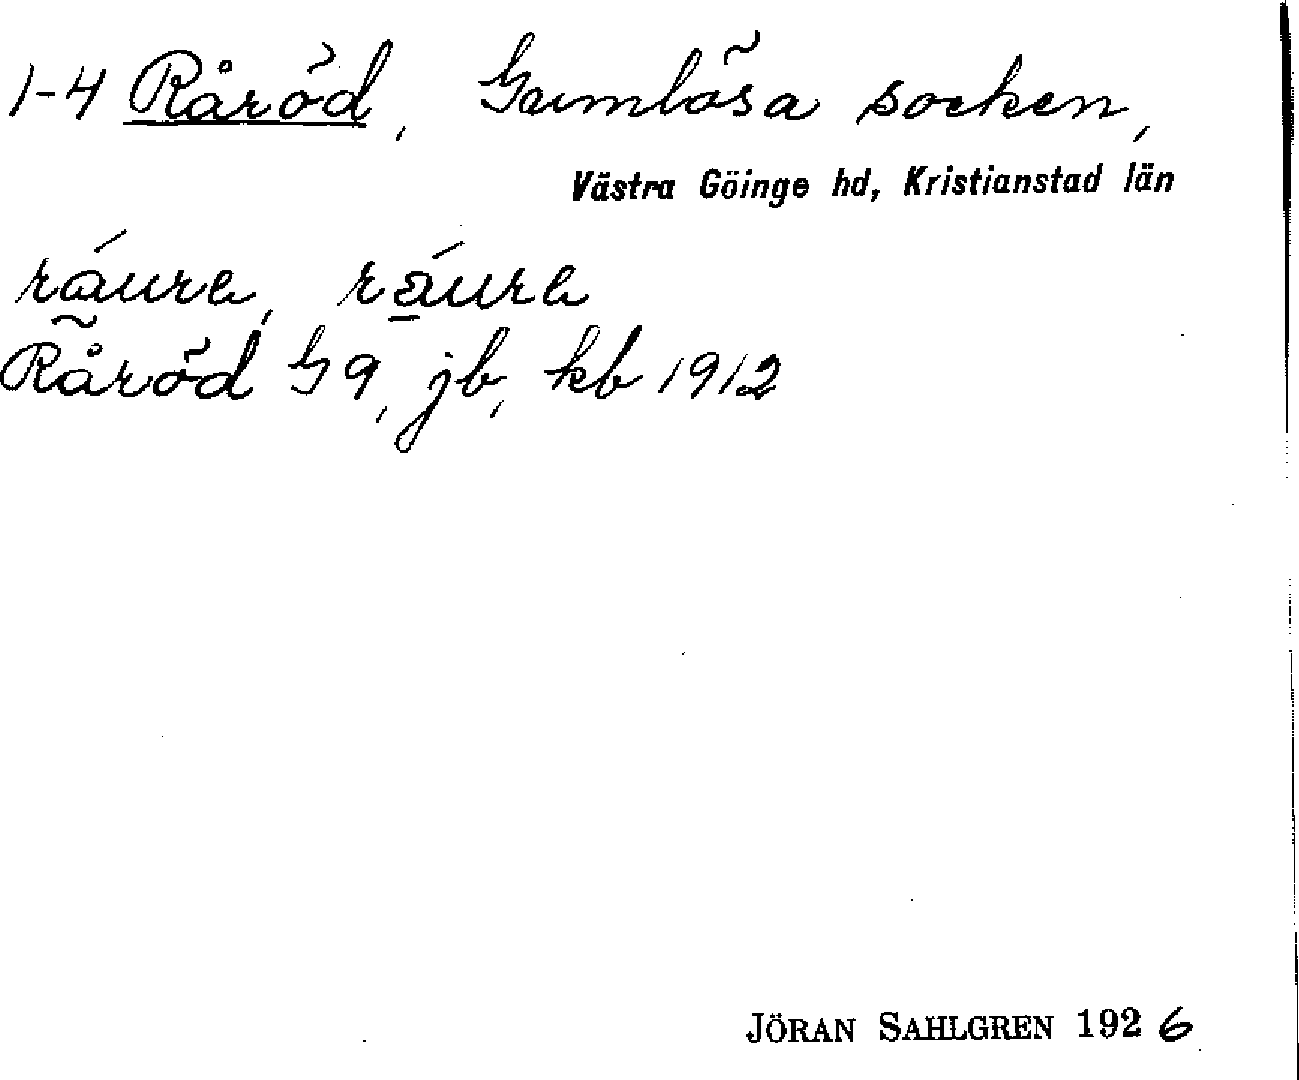 1-4 Råröd, Gumlösa socken,
Västra Göinge hd, Kristianstad län
ráure, ráure
Råröd G9, jb, kb 1912
JÖRAN SAHLGREN 1926